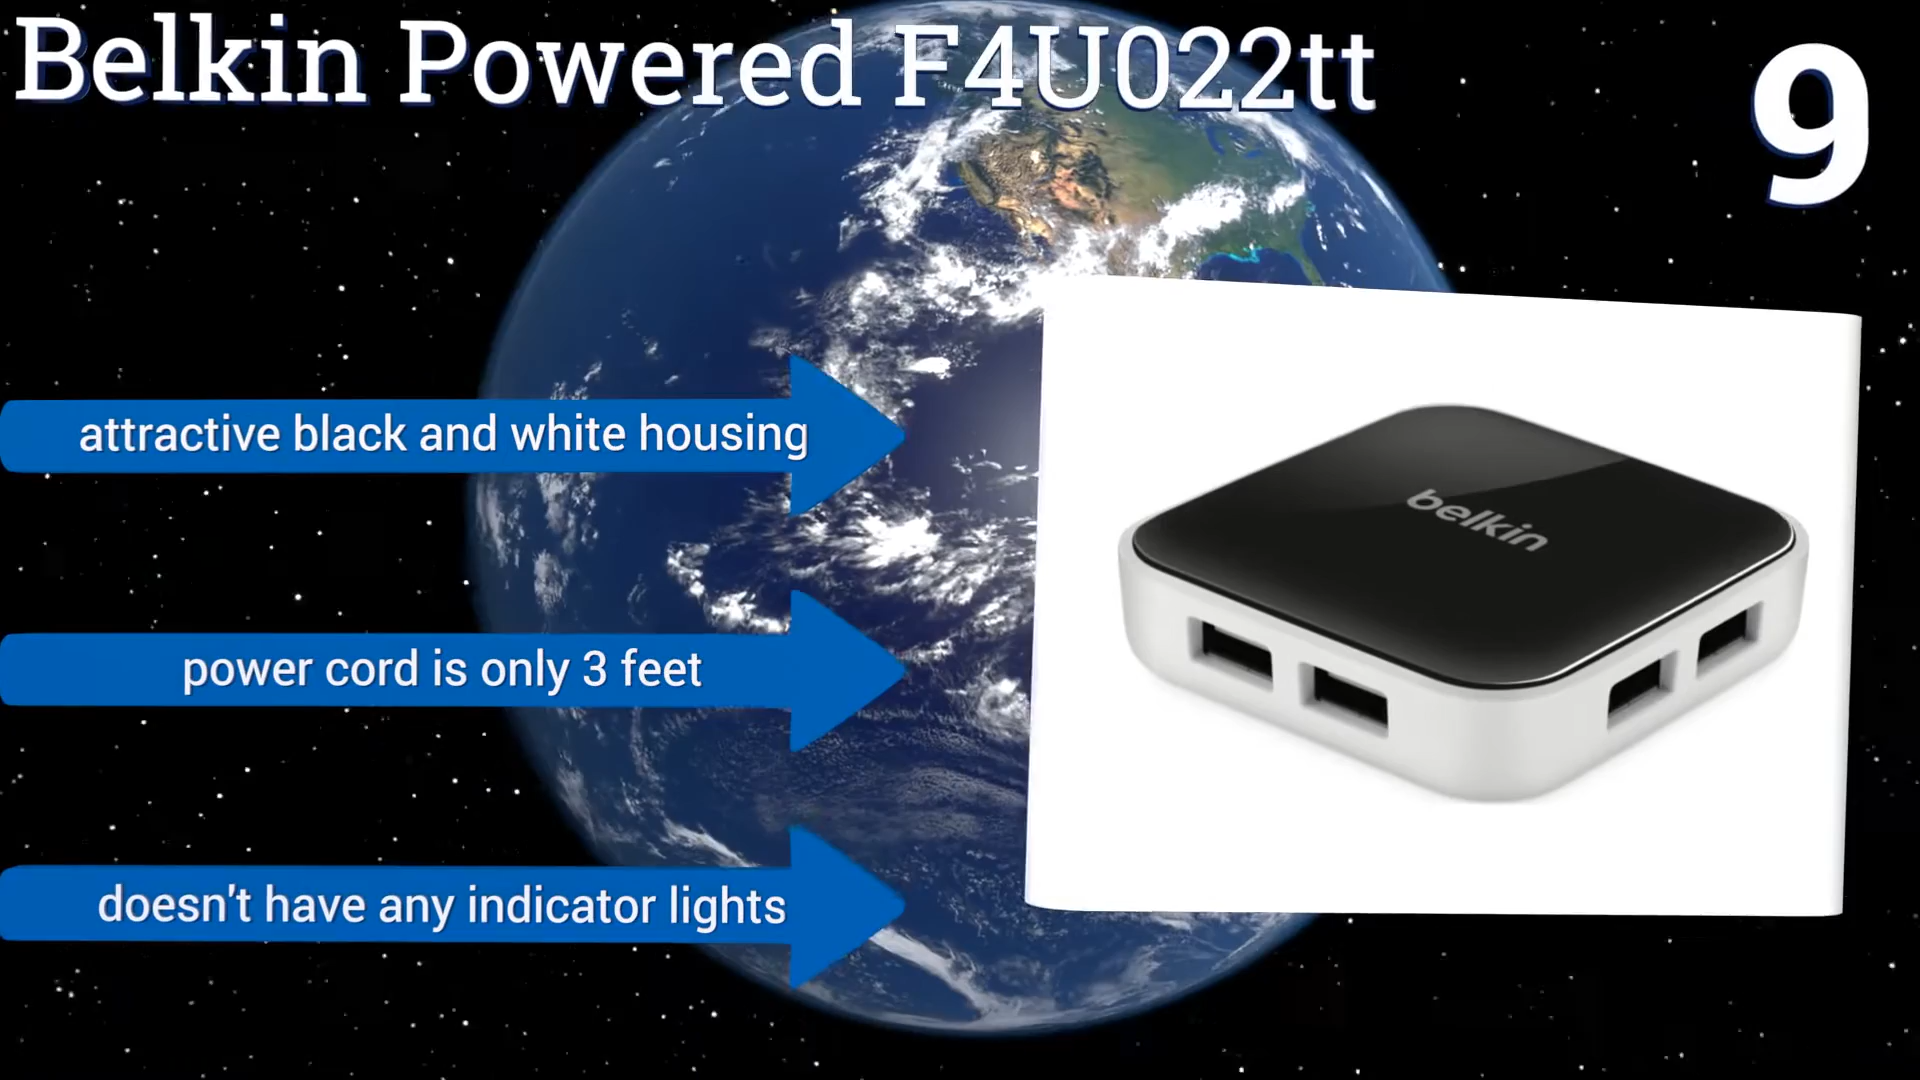 Belkin Powered F4U022tt
9
attractive black and white housing
power cord is only 3 feet
doesn't have any indicator lights
belkin